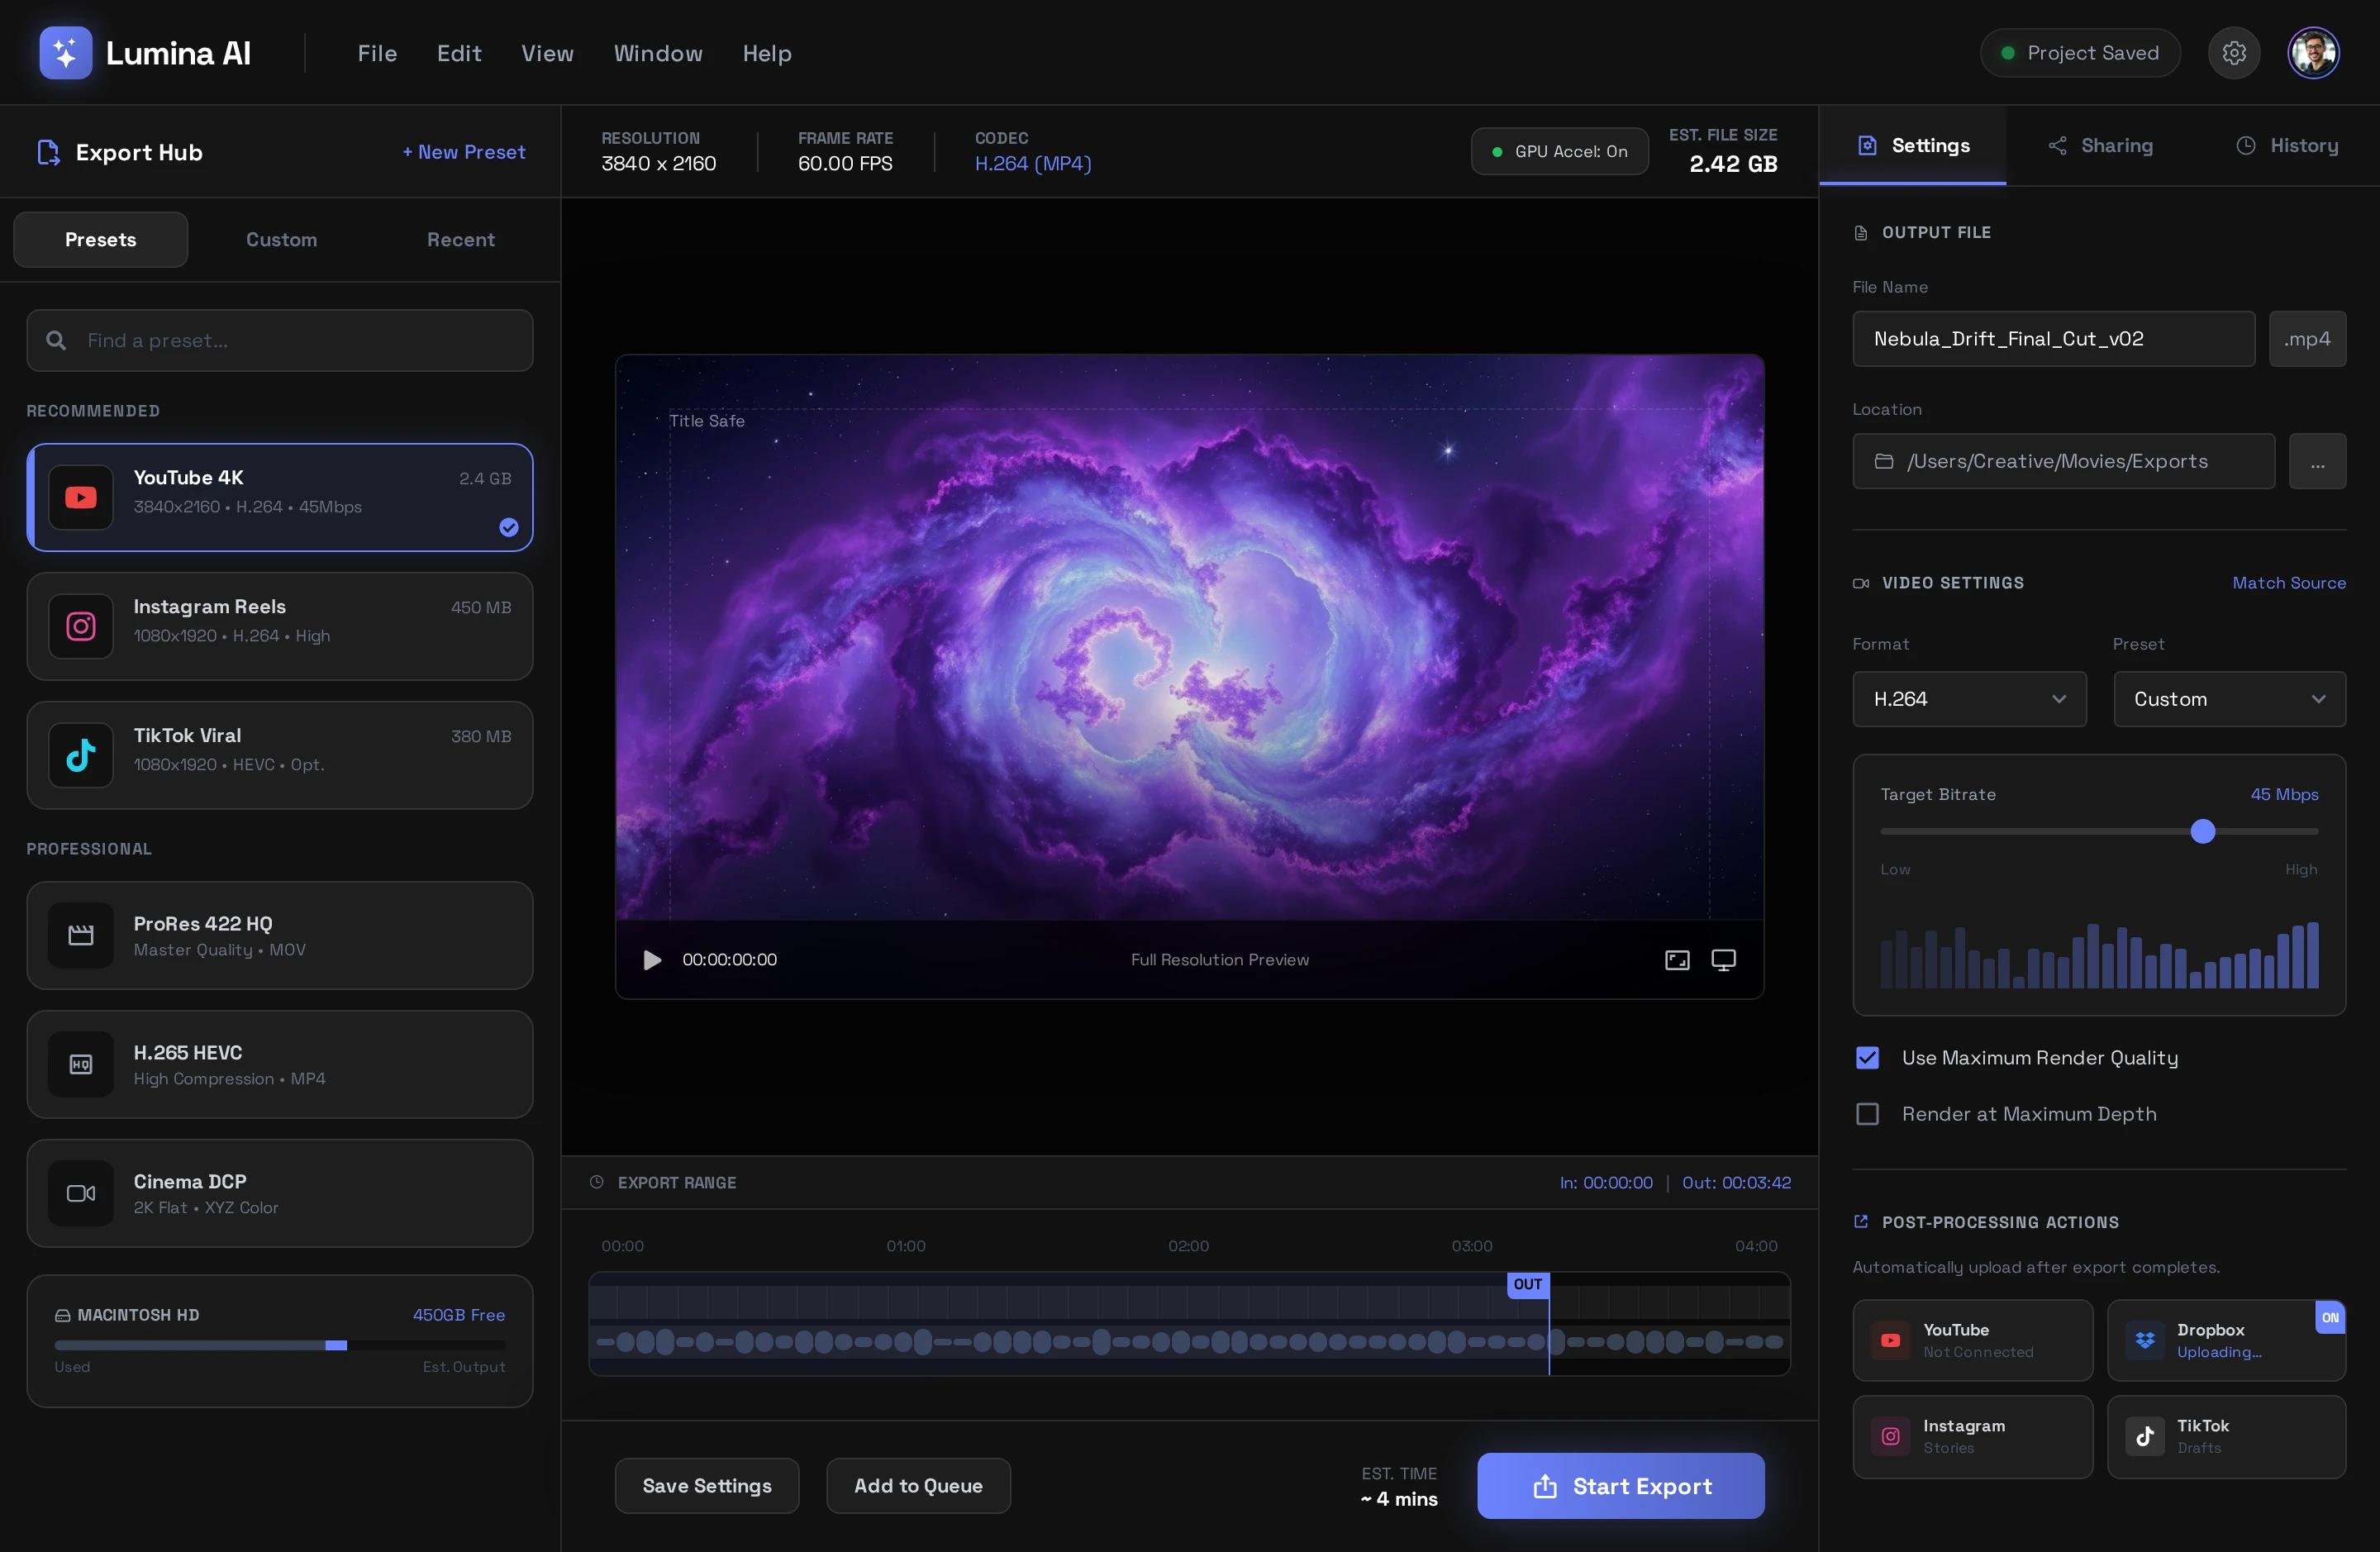 Lumina AI
File
Edit
View
Window
Help
Project Saved
Export Hub
+ New Preset
Presets
Custom
Recent
Find a preset...
RECOMMENDED
YouTube 4K
2.4 GB
3840x2160 • H.264 • 45Mbps
Instagram Reels
450 MB
1080x1920 • H.264 • High
TikTok Viral
380 MB
1080x1920 • HEVC • Opt.
PROFESSIONAL
ProRes 422 HQ
Master Quality • MOV
HQ
H.265 HEVC
High Compression • MP4
Cinema DCP
2K Flat • XYZ Color
MACINTOSH HD
450GB Free
Used
Est. Output
RESOLUTION
3840 x 2160
FRAME RATE
60.00 FPS
CODEC
H.264 (MP4)
GPU Accel: On
EST. FILE SIZE
2.42 GB
Title Safe
00:00:00:00
Full Resolution Preview
EXPORT RANGE
In: 00:00:00
|
Out: 00:03:42
00:00
01:00
02:00
03:00
04:00
OUT
Save Settings
Add to Queue
EST. TIME
~ 4 mins
Start Export
Settings
Sharing
History
OUTPUT FILE
File Name
Nebula_Drift_Final_Cut_v02
.mp4
Location
/Users/Creative/Movies/Exports
...
VIDEO SETTINGS
Match Source
Format
Preset
H.264
Custom
Target Bitrate
45 Mbps
Low
High
Use Maximum Render Quality
Render at Maximum Depth
POST-PROCESSING ACTIONS
Automatically upload after export completes.
YouTube
Not Connected
Dropbox
Uploading...
ON
Instagram
Stories
TikTok
Drafts